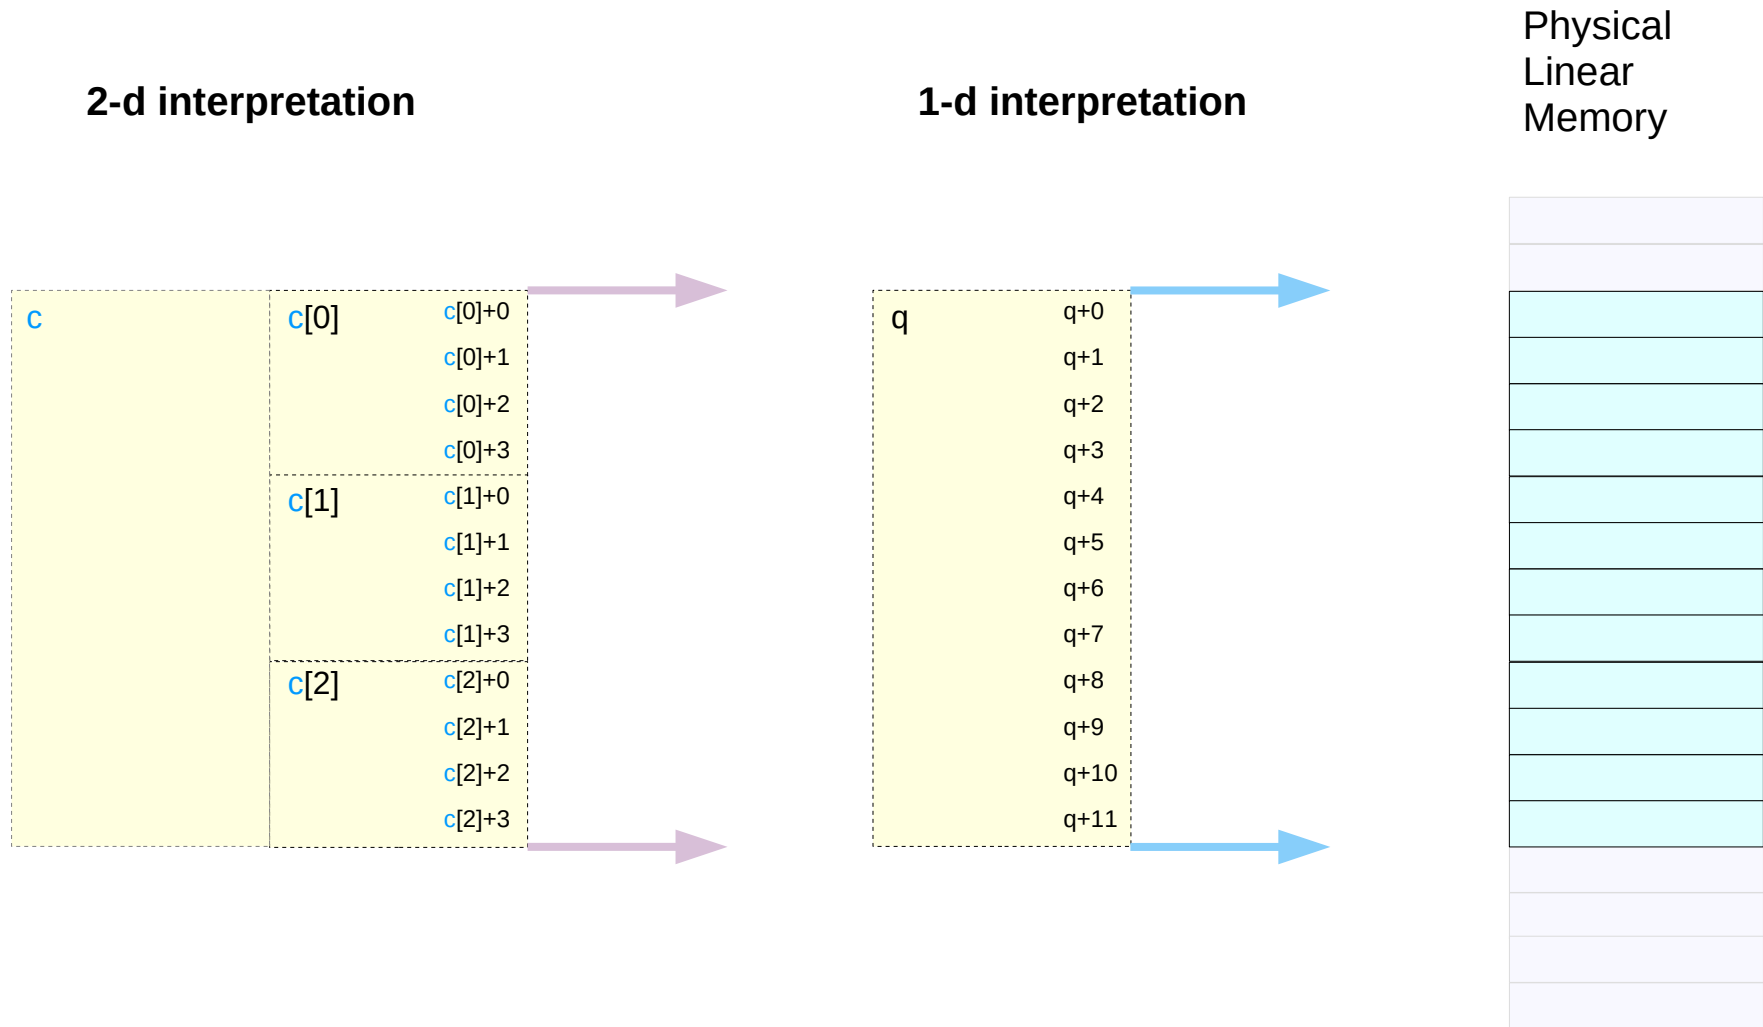 2-d interpretation
1-d interpretation
Physical
Linear
Memory
c
c[0]
c[0]+0
c[0]+1
c[0]+2
c[0]+3
c[1]
c[1]+0
c[1]+1
c[1]+2
c[1]+3
c[2]
c[2]+0
c[2]+1
c[2]+2
c[2]+3
q
q+0
q+1
q+2
q+3
q+4
q+5
q+6
q+7
q+8
q+9
q+10
q+11